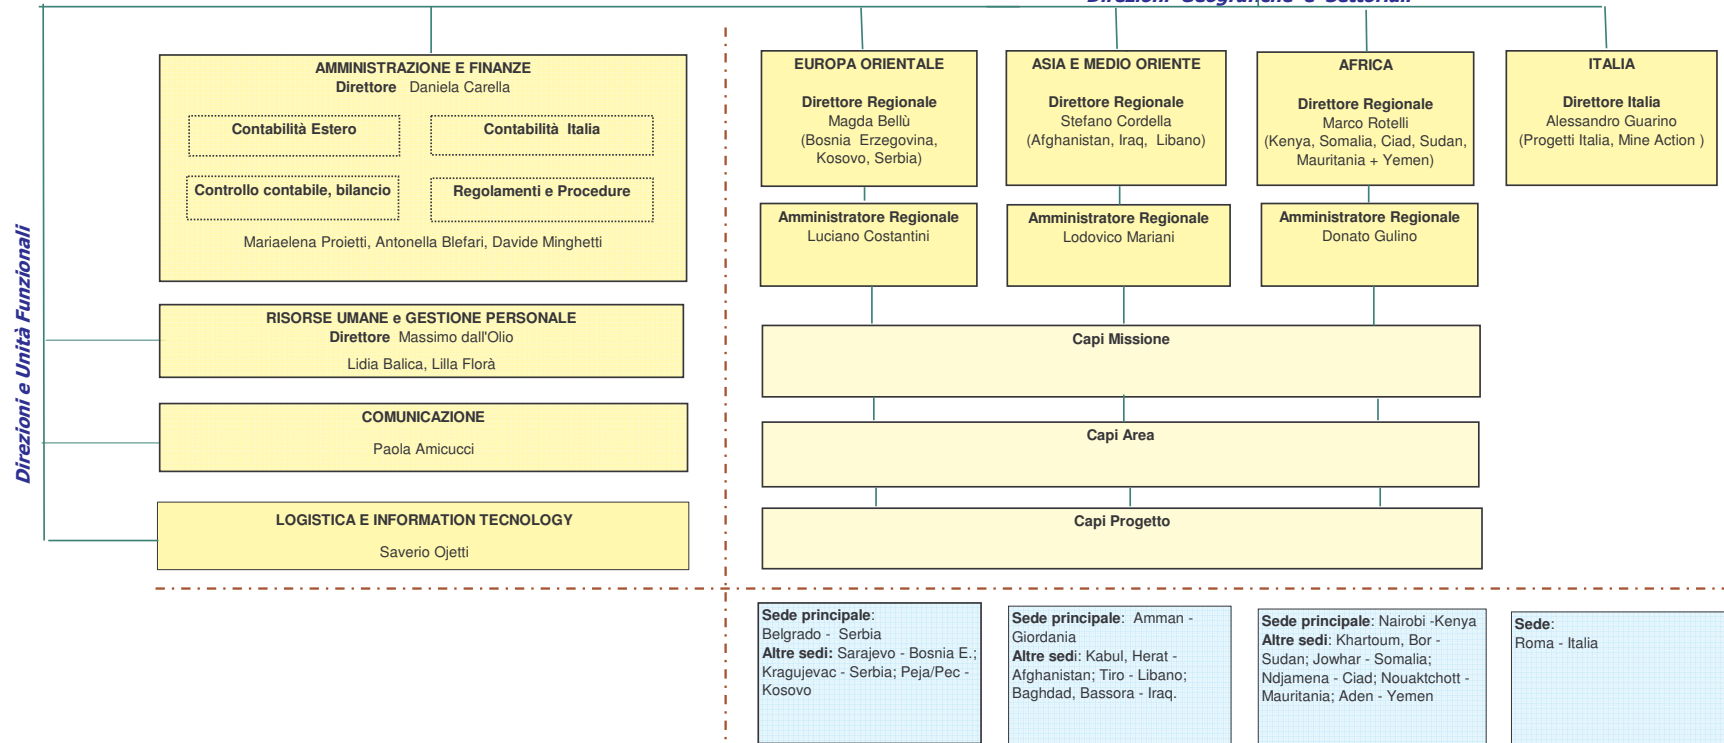 Direzioni Geografiche e Settoriali
Direzioni e Unità Funzionali
AMMINISTRAZIONE E FINANZE
Direttore Daniela Carella
Contabilità Estero
Contabilità Italia
Controllo contabile, bilancio
Regolamenti e Procedure
Mariaelena Proietti, Antonella Blefari, Davide Minghetti
RISORSE UMANE e GESTIONE PERSONALE
Direttore Massimo dall'Olio
Lidia Balica, Lilla Florà
COMUNICAZIONE
Paola Amicucci
LOGISTICA E INFORMATION TECNOLOGY
Saverio Ojetti
EUROPA ORIENTALE
Direttore Regionale
Magda Bellù
(Bosnia Erzegovina,
Kosovo, Serbia)
ASIA E MEDIO ORIENTE
Direttore Regionale
Stefano Cordella
(Afghanistan, Iraq, Libano)
AFRICA
Direttore Regionale
Marco Rotelli
(Kenya, Somalia, Ciad, Sudan,
Mauritania + Yemen)
ITALIA
Direttore Italia
Alessandro Guarino
(Progetti Italia, Mine Action )
Amministratore Regionale
Luciano Costantini
Amministratore Regionale
Lodovico Mariani
Amministratore Regionale
Donato Gulino
Capi Missione
Capi Area
Capi Progetto
Sede principale:
Belgrado - Serbia
Altre sedi: Sarajevo - Bosnia E.;
Kragujevac - Serbia; Peja/Pec -
Kosovo
Sede principale: Amman -
Giordania
Altre sedi: Kabul, Herat -
Afghanistan; Tiro - Libano;
Baghdad, Bassora - Iraq.
Sede principale: Nairobi -Kenya
Altre sedi: Khartoum, Bor -
Sudan; Jowhar - Somalia;
Ndjamena - Ciad; Nouaktchott -
Mauritania; Aden - Yemen
Sede:
Roma - Italia